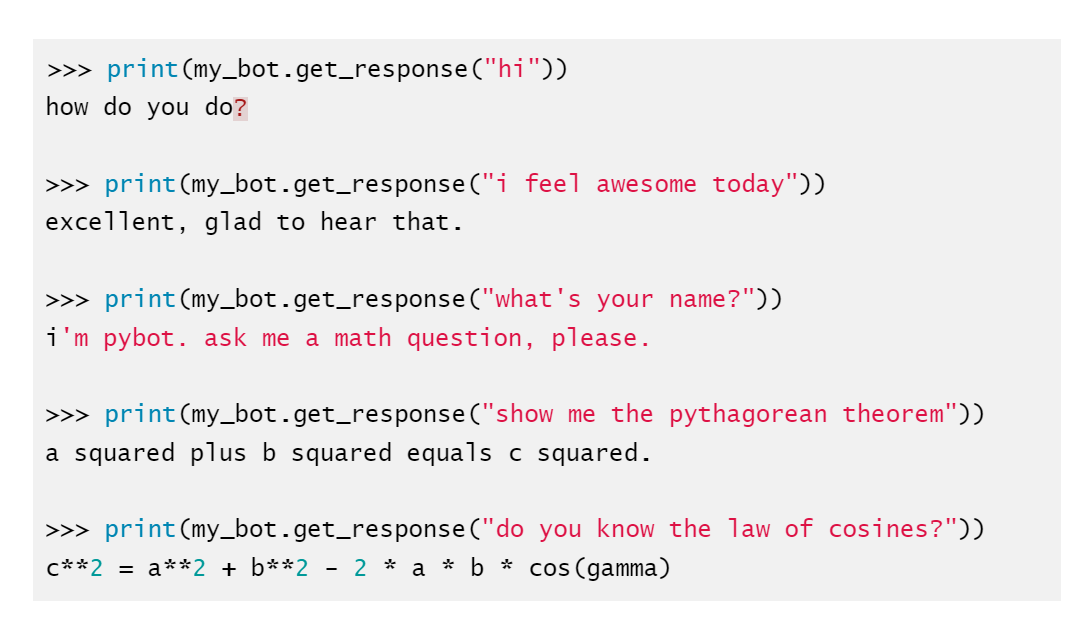 >>> print(my_bot.get_response("hi"))
how do you do?
>>> print(my_bot.get_response("i feel awesome today"))
excellent, glad to hear that.
>>> print(my_bot.get_response("what's your name?"))
i'm pybot. ask me a math question, please.
>>> print(my_bot.get_response("show me the pythagorean theorem"))
a squared plus b squared equals c squared.
>>> print(my_bot.get_response("do you know the law of cosines?"))
c**2 = a**2 + b**2 - 2 * a * b * cos(gamma)